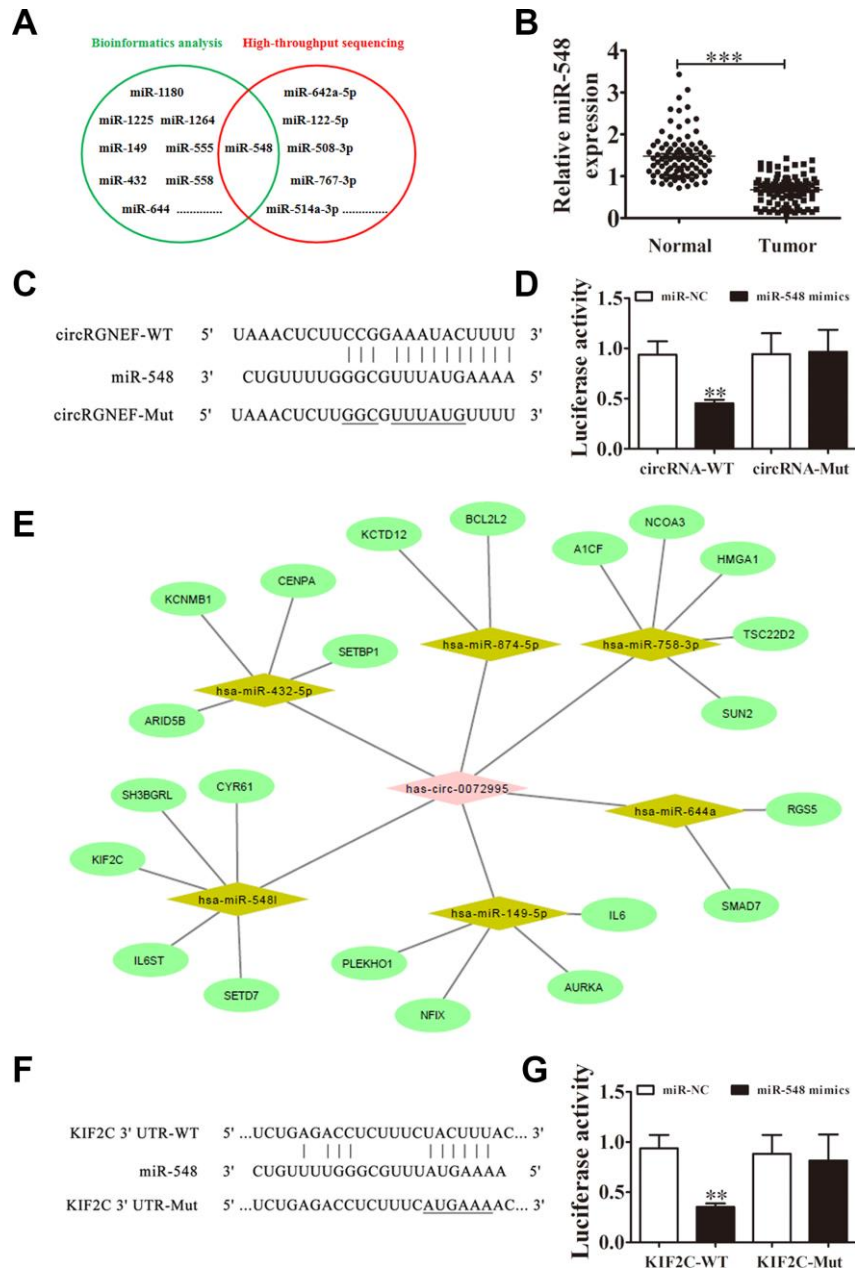 A
Bioinformatics analysis
High-throughput sequencing
miR-1180
miR-1225 miR-1264
miR-149 miR-555
miR-432 miR-558
miR-644 ..............
miR-548
miR-642a-5p
miR-122-5p
miR-508-3p
miR-767-3p
miR-514a-3p ..............
B
Relative miR-548
expression
4
3
2
1
0
***
Normal Tumor
C
circRGNEF-WT 5' UAAACUCUUCCGGAAAUACUUUU 3'
miR-548 3' CUGUUUUGGGCGUUUAUGAAAA 5'
circRGNEF-Mut 5' UAAACUCUUGGCGUUUAUGUUUU 3'
D
Luciferase activity
1.5
1.0
0.5
0.0
miR-NC miR-548 mimics
**
circRNA-WT circRNA-Mut
E
KCTD12
BCL2L2
NCOA3
A1CF
HMGA1
TSC22D2
SUN2
hsa-miR-874-5p
hsa-miR-758-3p
KCNMB1
CENPA
SETBP1
hsa-miR-432-5p
ARID5B
has-circ-0072995
SH3BGRL
CYR61
KIF2C
hsa-miR-548l
IL6ST
SETD7
hsa-miR-644a
RGS5
SMAD7
hsa-miR-149-5p
IL6
PLEKHO1
NFIX
AURKA
F
KIF2C 3' UTR-WT 5' ...UCUGAGACCUCUUUCUACUUUAC... 3'
miR-548 3' CUGUUUUGGGCGUUUAUGAAAA 5'
KIF2C 3' UTR-Mut 5' ...UCUGAGACCUCUUUCAUGAAAAC... 3'
G
Luciferase activity
1.5
1.0
0.5
0.0
miR-NC miR-548 mimics
**
KIF2C-WT KIF2C-Mut